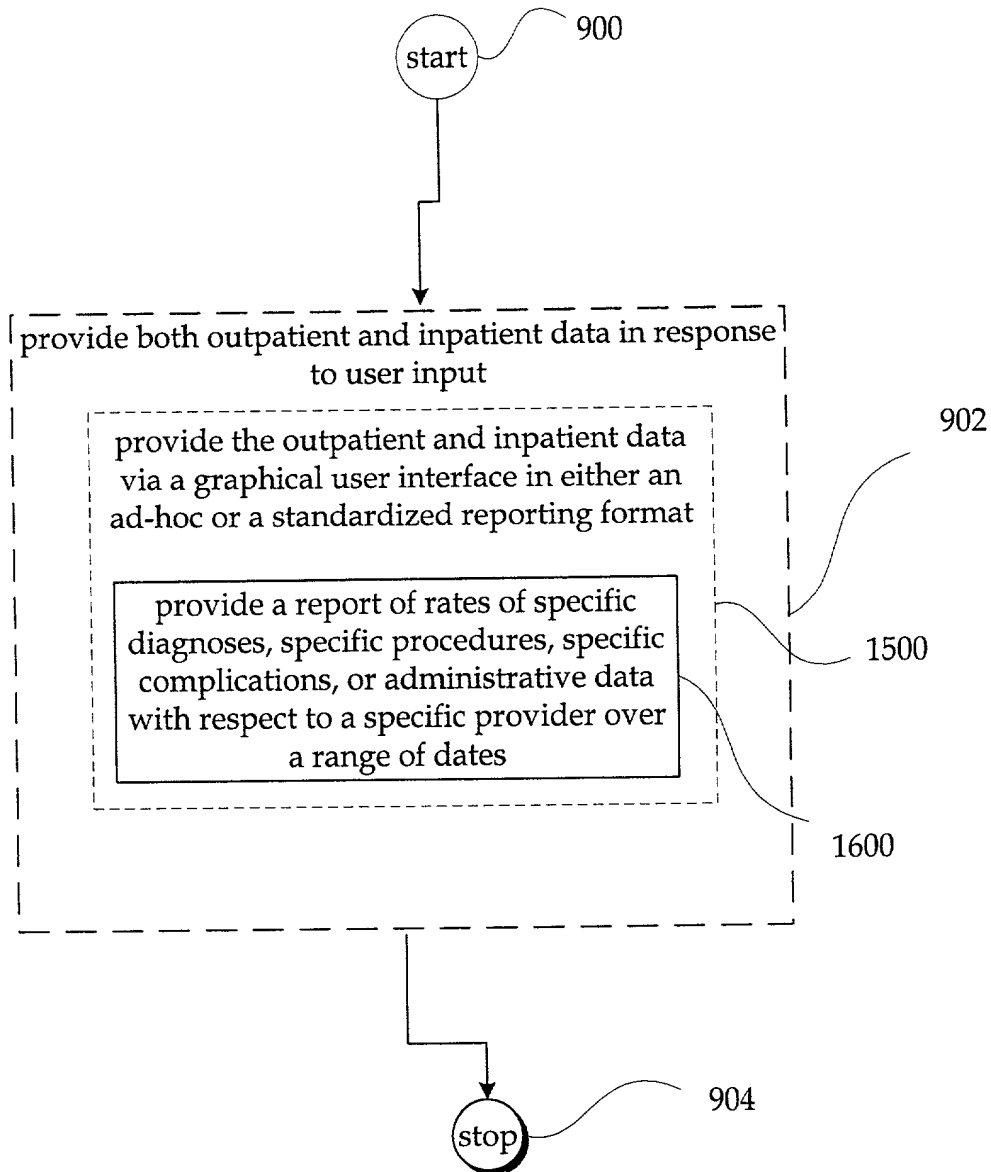 900
start
provide both outpatient and inpatient data in response
to user input
902
provide the outpatient and inpatient data
via a graphical user interface in either an
ad-hoc or a standardized reporting format
provide a report of rates of specific
diagnoses, specific procedures, specific
complications, or administrative data
with respect to a specific provider over
a range of dates
1500
1600
904
stop